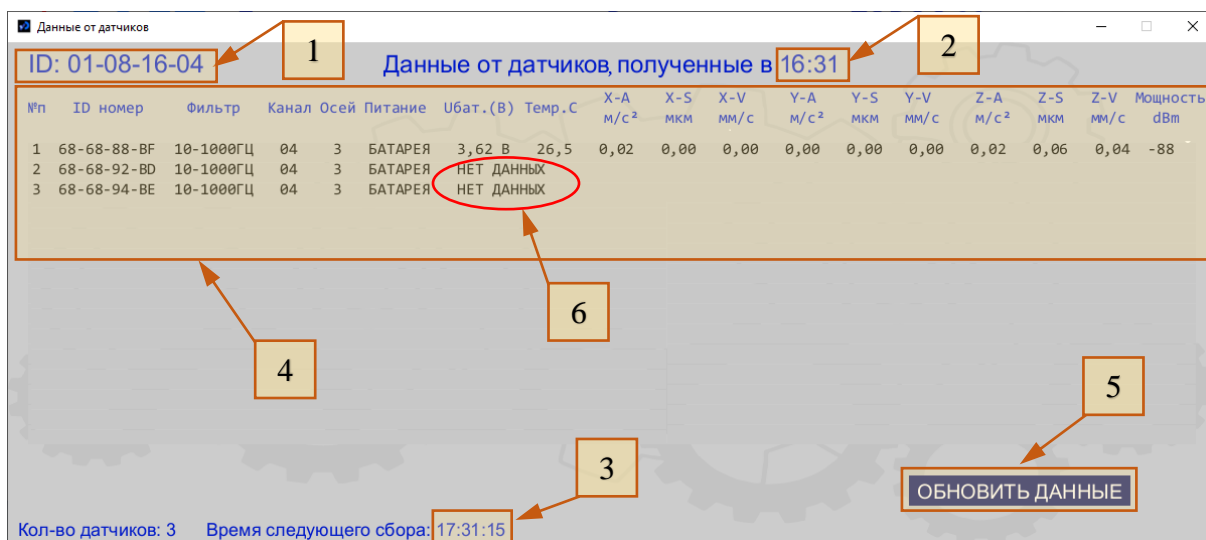 Данные от датчиков
ID: 01-08-16-04
1
Данные от датчиков, полученные в 16:31
2
№п ID номер Фильтр Канал Осей Питание Uбат.(В) Темр.С X-A м/с² X-S мкм X-V мм/с Y-A м/с² Y-S мкм Y-V мм/с Z-A м/с² Z-S мкм Z-V мм/с Мощность dBm
1 68-68-88-BF 10-1000ГЦ 04 3 БАТАРЕЯ 3,62 В 26,5 0,02 0,00 0,00 0,00 0,00 0,00 0,02 0,06 0,04 -88
2 68-68-92-BD 10-1000ГЦ 04 3 БАТАРЕЯ НЕТ ДАННЫХ
3 68-68-94-BE 10-1000ГЦ 04 3 БАТАРЕЯ НЕТ ДАННЫХ
6
4
5
3
ОБНОВИТЬ ДАННЫЕ
Кол-во датчиков: 3 Время следующего сбора: 17:31:15